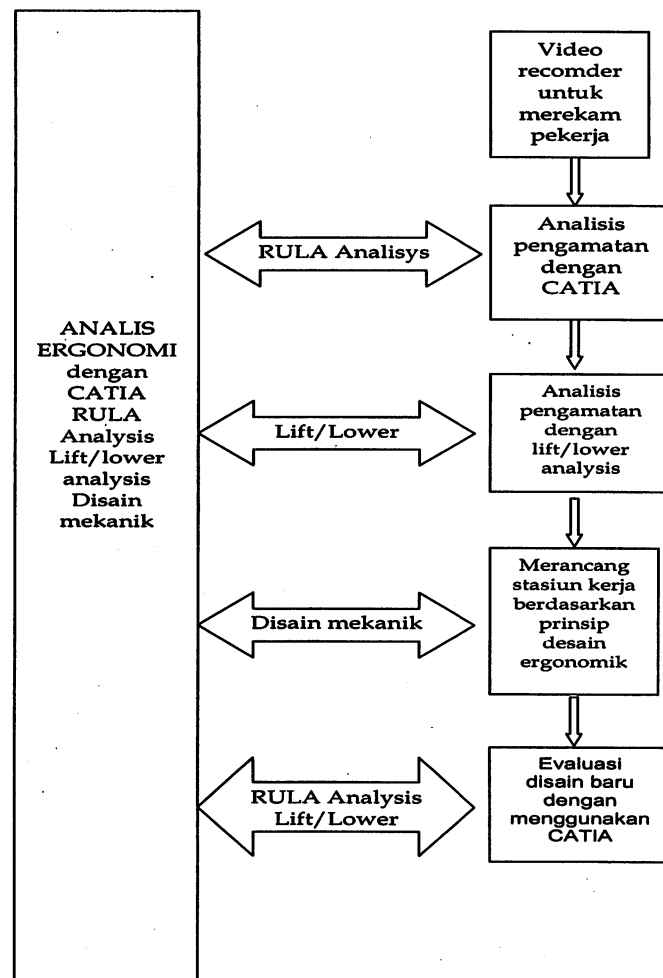 Video
recomder
untuk
merekam
pekerja
RULA Analisys
Analisis
pengamatan
dengan
CATIA
ANALIS
ERGONOMI
dengan
CATIA
RULA
Analysis
Lift/lower
analysis
Disain
mekanik
Lift/Lower
Analisis
pengamatan
dengan
lift/lower
analysis
Disain mekanik
Merancang
stasiun kerja
berdasarkan
prinsip
desain
ergonomik
RULA Analysis
Lift/Lower
Evaluasi
disain baru
dengan
menggunakan
CATIA